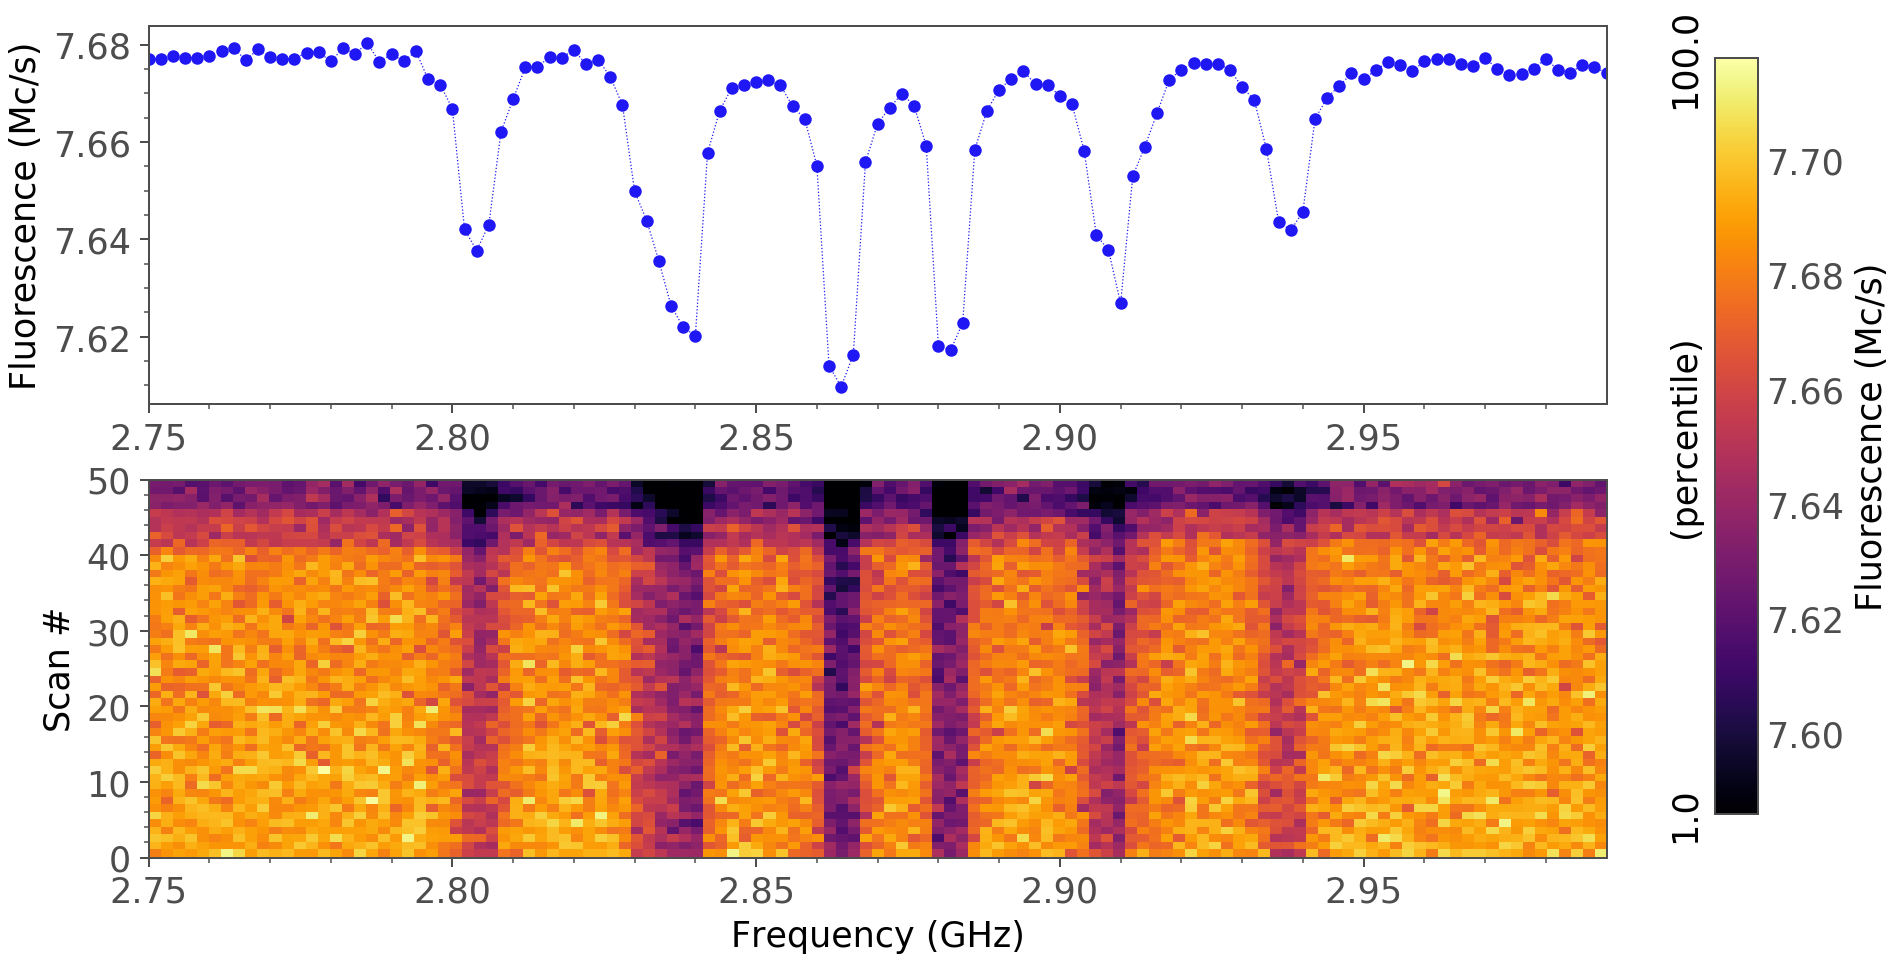 Fluorescence (Mc/s)
7.68
7.66
7.64
7.62
2.75 2.80 2.85 2.90 2.95
Scan #
50
40
30
20
10
0
2.75 2.80 2.85 2.90 2.95
Frequency (GHz)
1.0 (percentile) 100.0
7.70
7.68
7.66
7.64
7.62
7.60
Fluorescence (Mc/s)